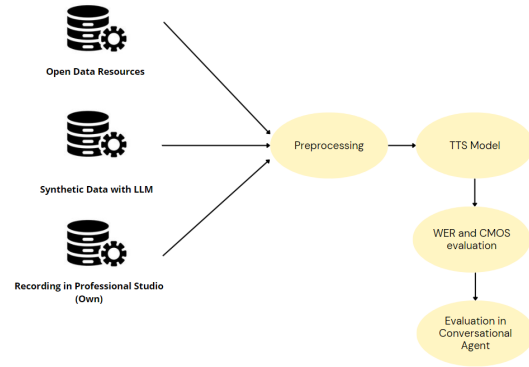 Open Data Resources
Preprocessing
TTS Model
Synthetic Data with LLM
WER and CMOS
evaluation
Recording in Professional Studio
(Own)
Evaluation in
Conversational
Agent